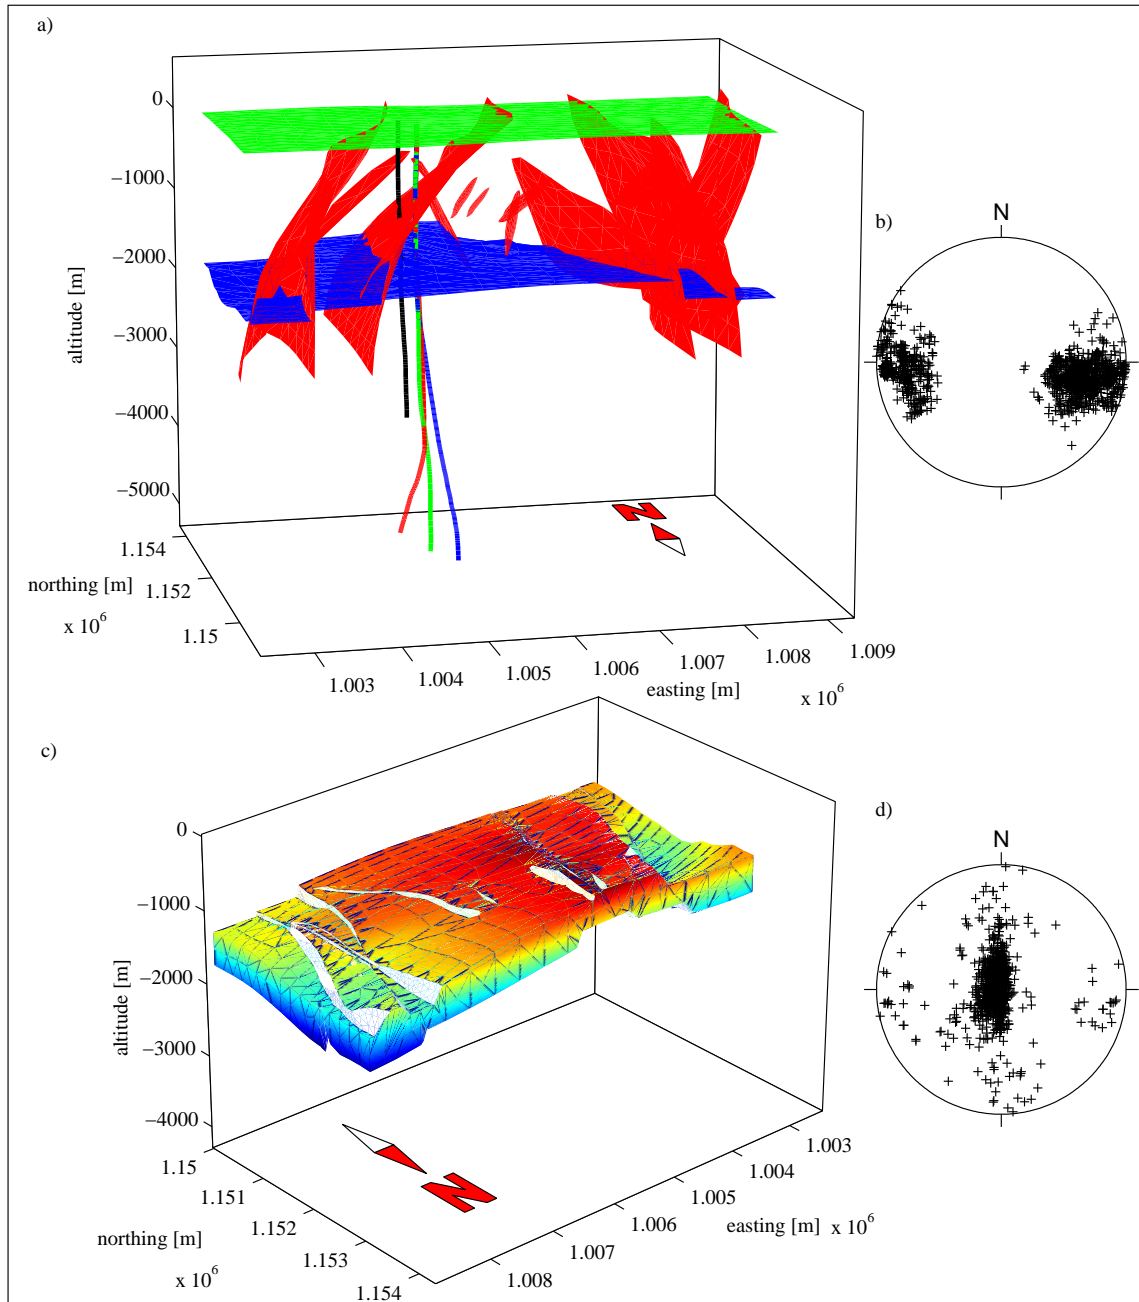 a)
0
−1000
−2000
−3000
−4000
−5000
altitude [m]
1.154
1.152
1.15
northing [m]
x 10^6
1.003
1.004
1.005
1.006
1.007
1.008
1.009
easting [m]
x 10^6
N
b)
N
c)
0
−1000
−2000
−3000
−4000
altitude [m]
1.15
1.151
1.152
1.153
1.154
northing [m]
x 10^6
1.008
1.007
1.006
1.005
1.004
1.003
easting [m] x 10^6
N
d)
N